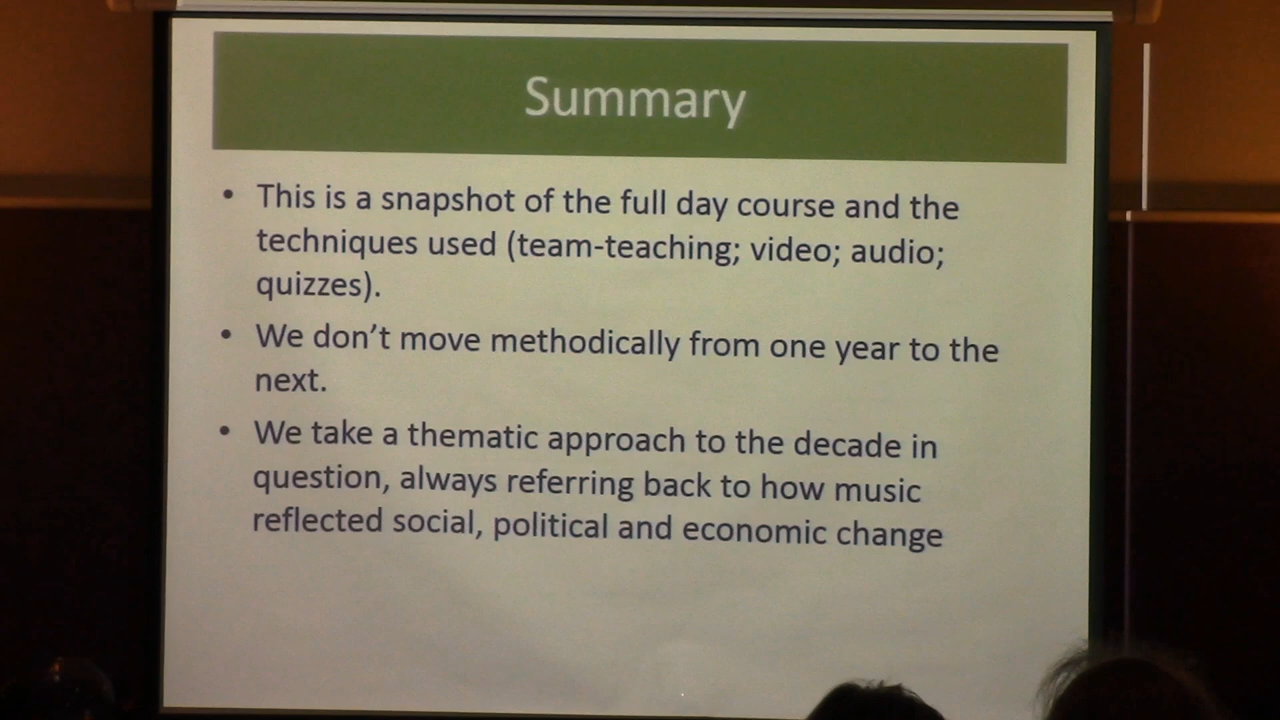 Summary
• This is a snapshot of the full day course and the
techniques used (team-teaching; video; audio;
quizzes).
• We don't move methodically from one year to the
next.
• We take a thematic approach to the decade in
question, always referring back to how music
reflected social, political and economic change